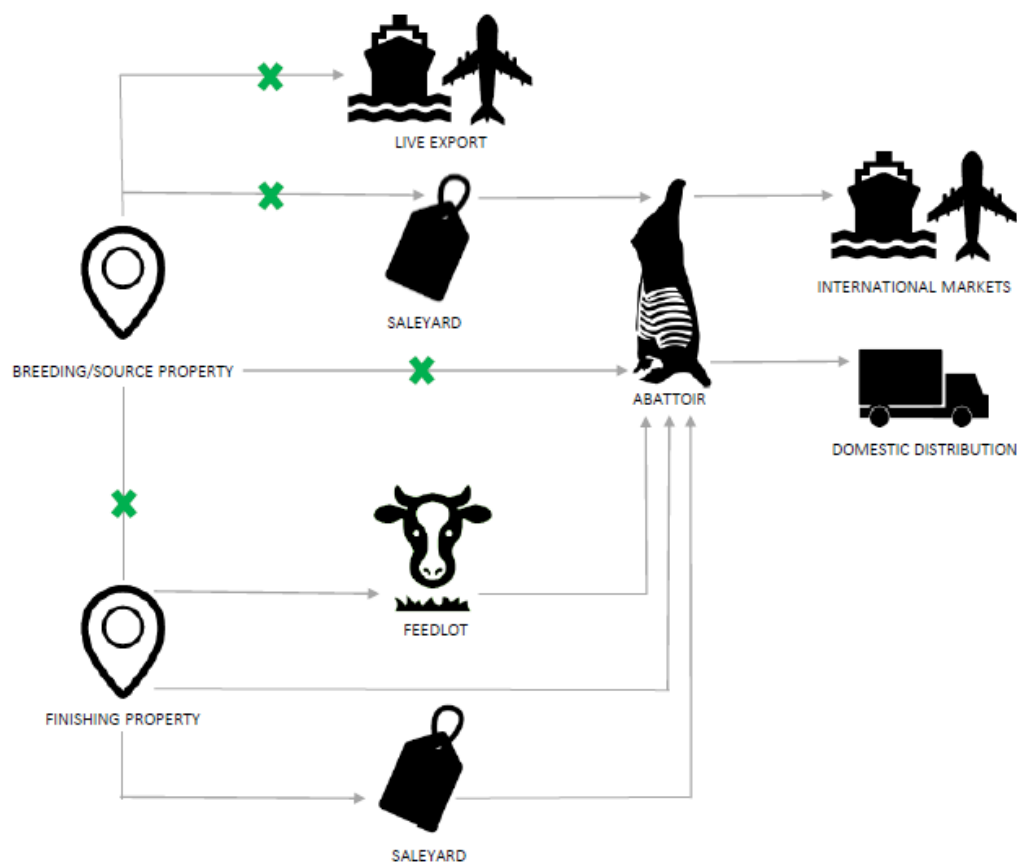 LIVE EXPORT
SALEYARD
INTERNATIONAL MARKETS
BREEDING/SOURCE PROPERTY
ABATTOIR
DOMESTIC DISTRIBUTION
FEEDLOT
FINISHING PROPERTY
SALEYARD